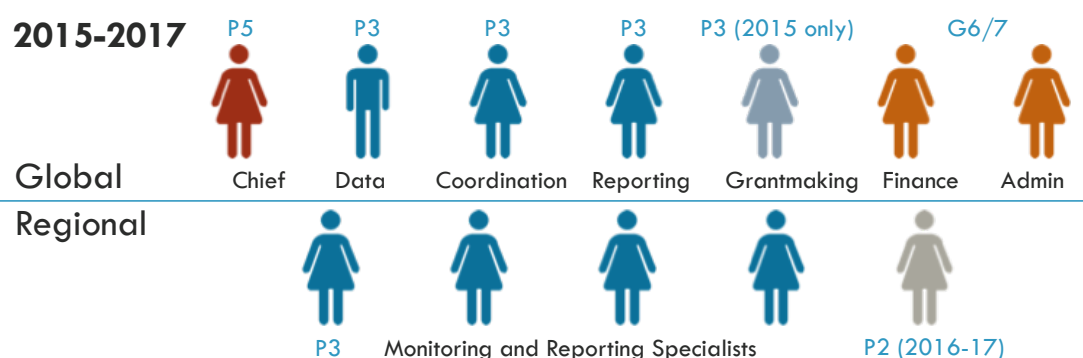 2015-2017
P5 P3 P3 P3 P3 (2015 only) G6/7
Global Chief Data Coordination Reporting Grantmaking Finance Admin
Regional
P3 Monitoring and Reporting Specialists P2 (2016-17)